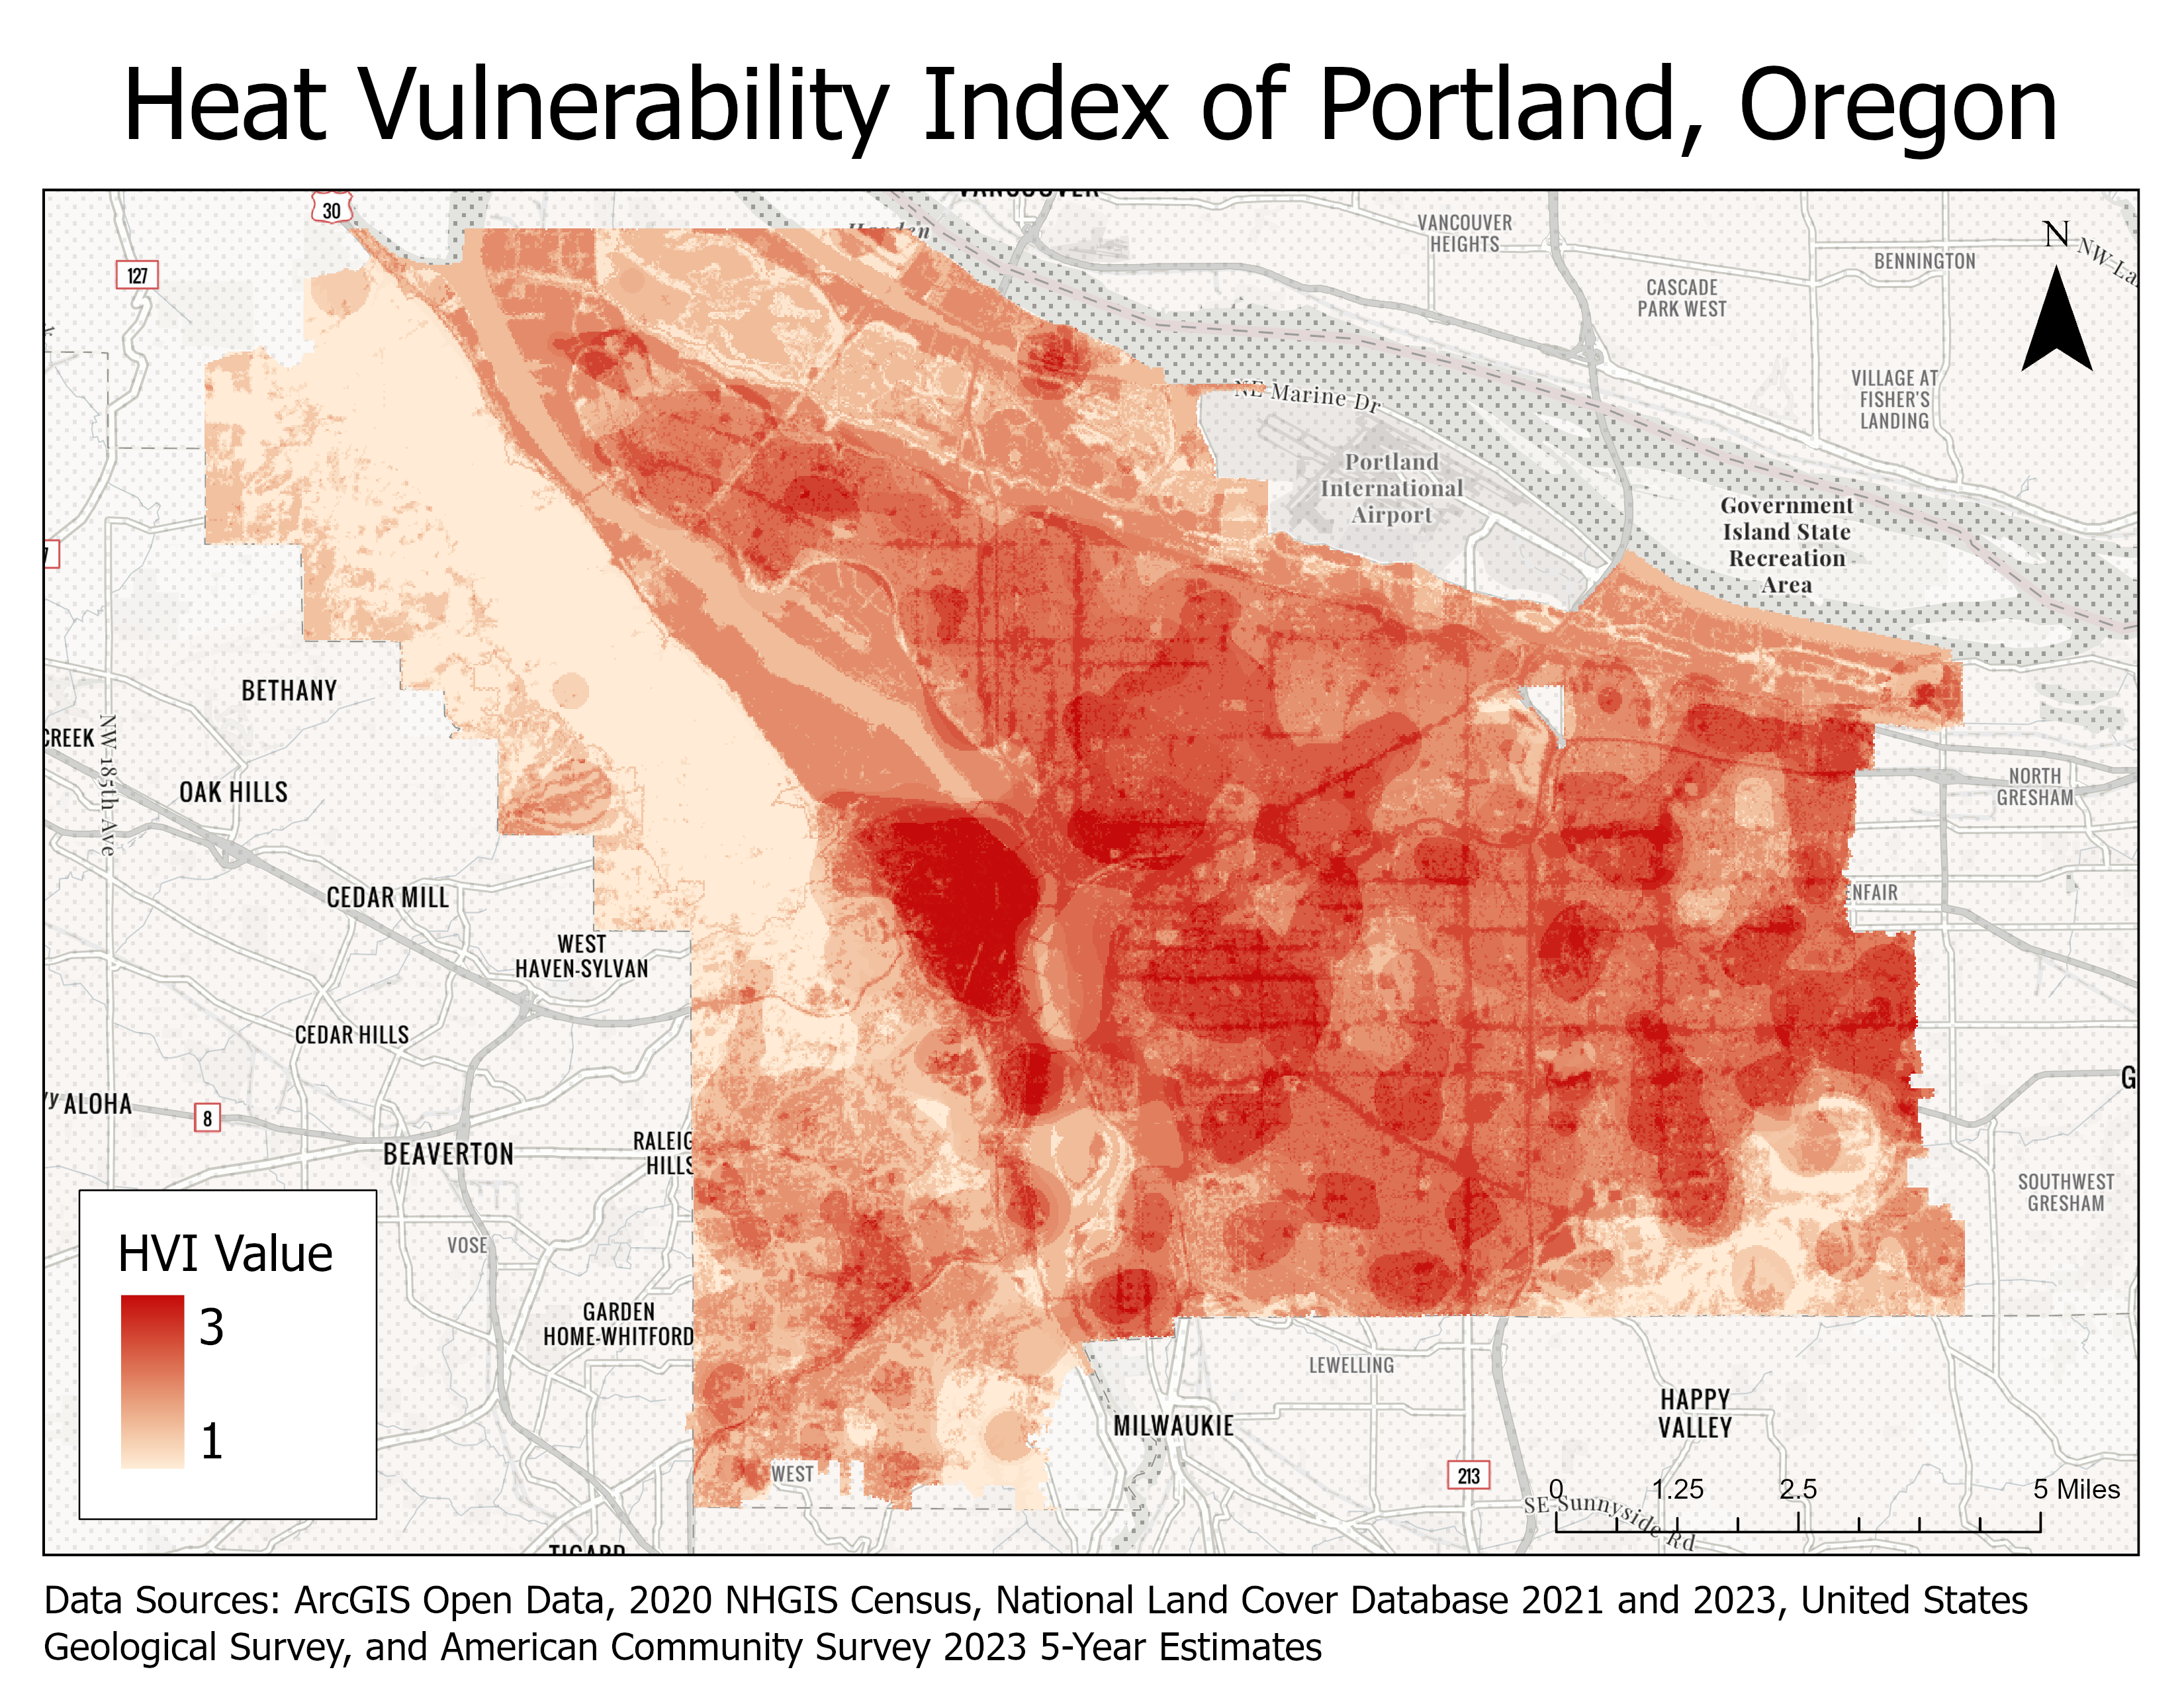 Heat Vulnerability Index of Portland, Oregon
VANCOUVER
30
127
VANCOUVER
HEIGHTS
N
NW La
BENNINGTON
CASCADE
PARK WEST
VILLAGE AT
FISHER'S
LANDING
NE Marine Dr
Portland
International
Airport
Government
Island State
Recreation
Area
BETHANY
CREEK
NW 185th Ave
OAK HILLS
NORTH
GRESHAM
CEDAR MILL
ENFAIR
WEST
HAVEN-SYLVAN
CEDAR HILLS
G
y ALOHA
8
BEAVERTON
RALEIG
HILLS
SOUTHWEST
GRESHAM
VOSE
HVI Value
3
1
GARDEN
HOME-WHITFORD
LEWELLING
HAPPY
VALLEY
MILWAUKIE
WEST
213
0 1.25 2.5 5 Miles
SE Sunnyside Rd
TIGARD
Data Sources: ArcGIS Open Data, 2020 NHGIS Census, National Land Cover Database 2021 and 2023, United States
Geological Survey, and American Community Survey 2023 5-Year Estimates